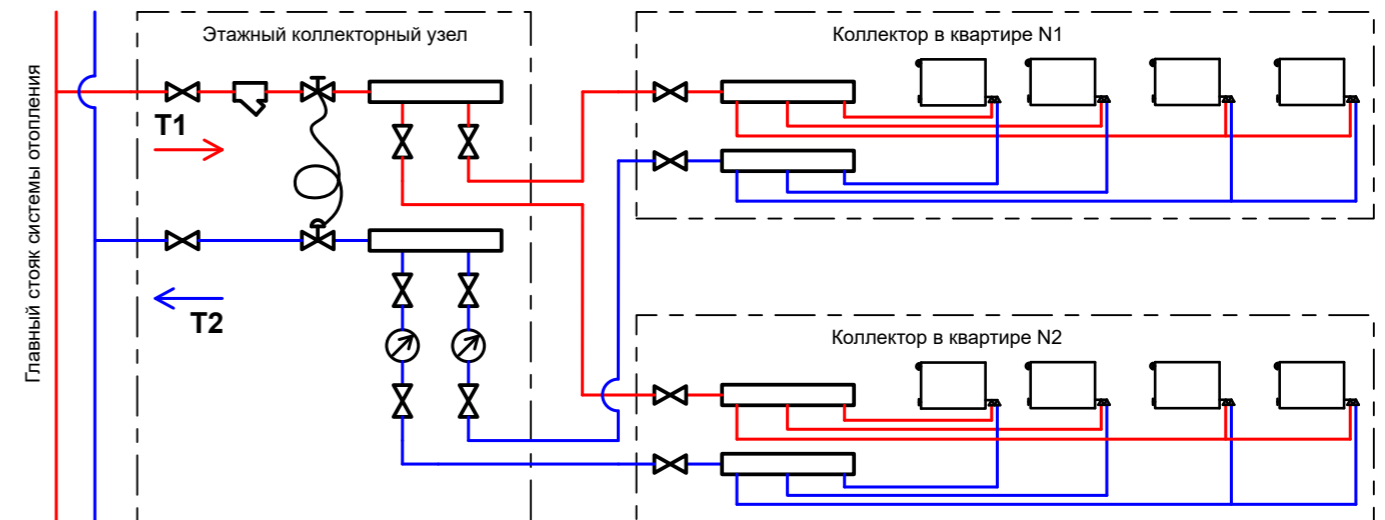 Главный стояк системы отопления
Этажный коллекторный узел
T1
T2
Коллектор в квартире N1
Коллектор в квартире N2